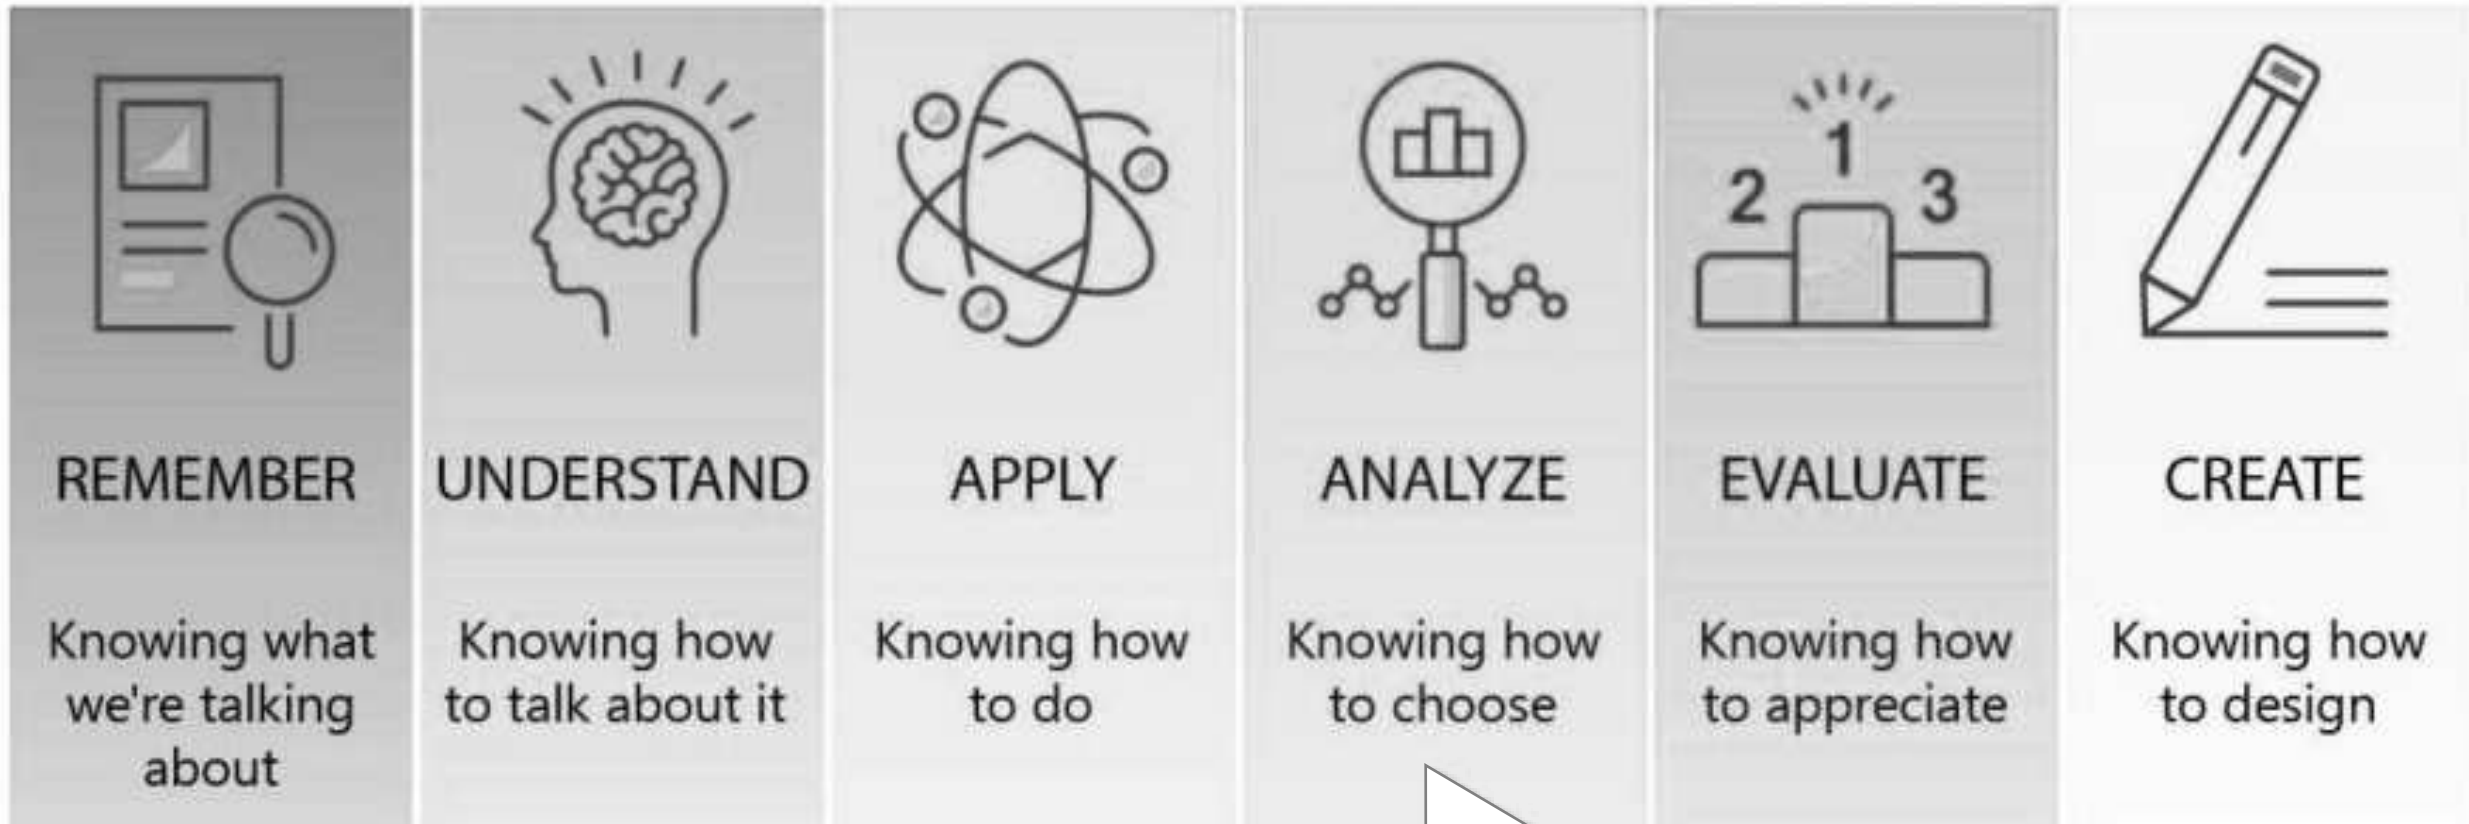 2
1
3
REMEMBER
UNDERSTAND
APPLY
ANALYZE
EVALUATE
CREATE
Knowing what
we're talking
about
Knowing how
to talk about it
Knowing how
to do
Knowing how
to choose
Knowing how
to appreciate
Knowing how
to design